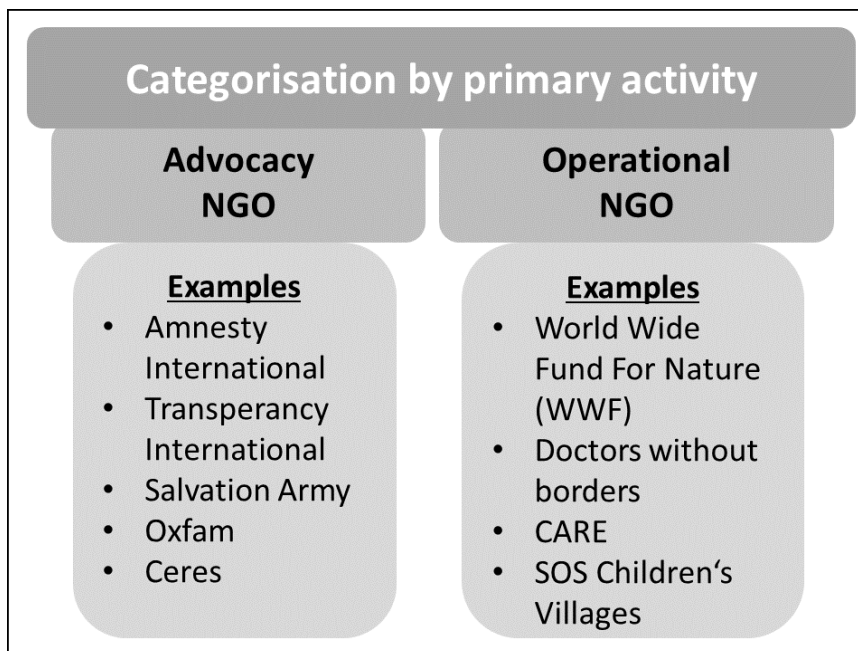 Categorisation by primary activity
Advocacy
NGO
Examples
• Amnesty
International
• Transperancy
International
• Salvation Army
• Oxfam
• Ceres
Operational
NGO
Examples
• World Wide
Fund For Nature
(WWF)
• Doctors without
borders
• CARE
• SOS Children‘s
Villages